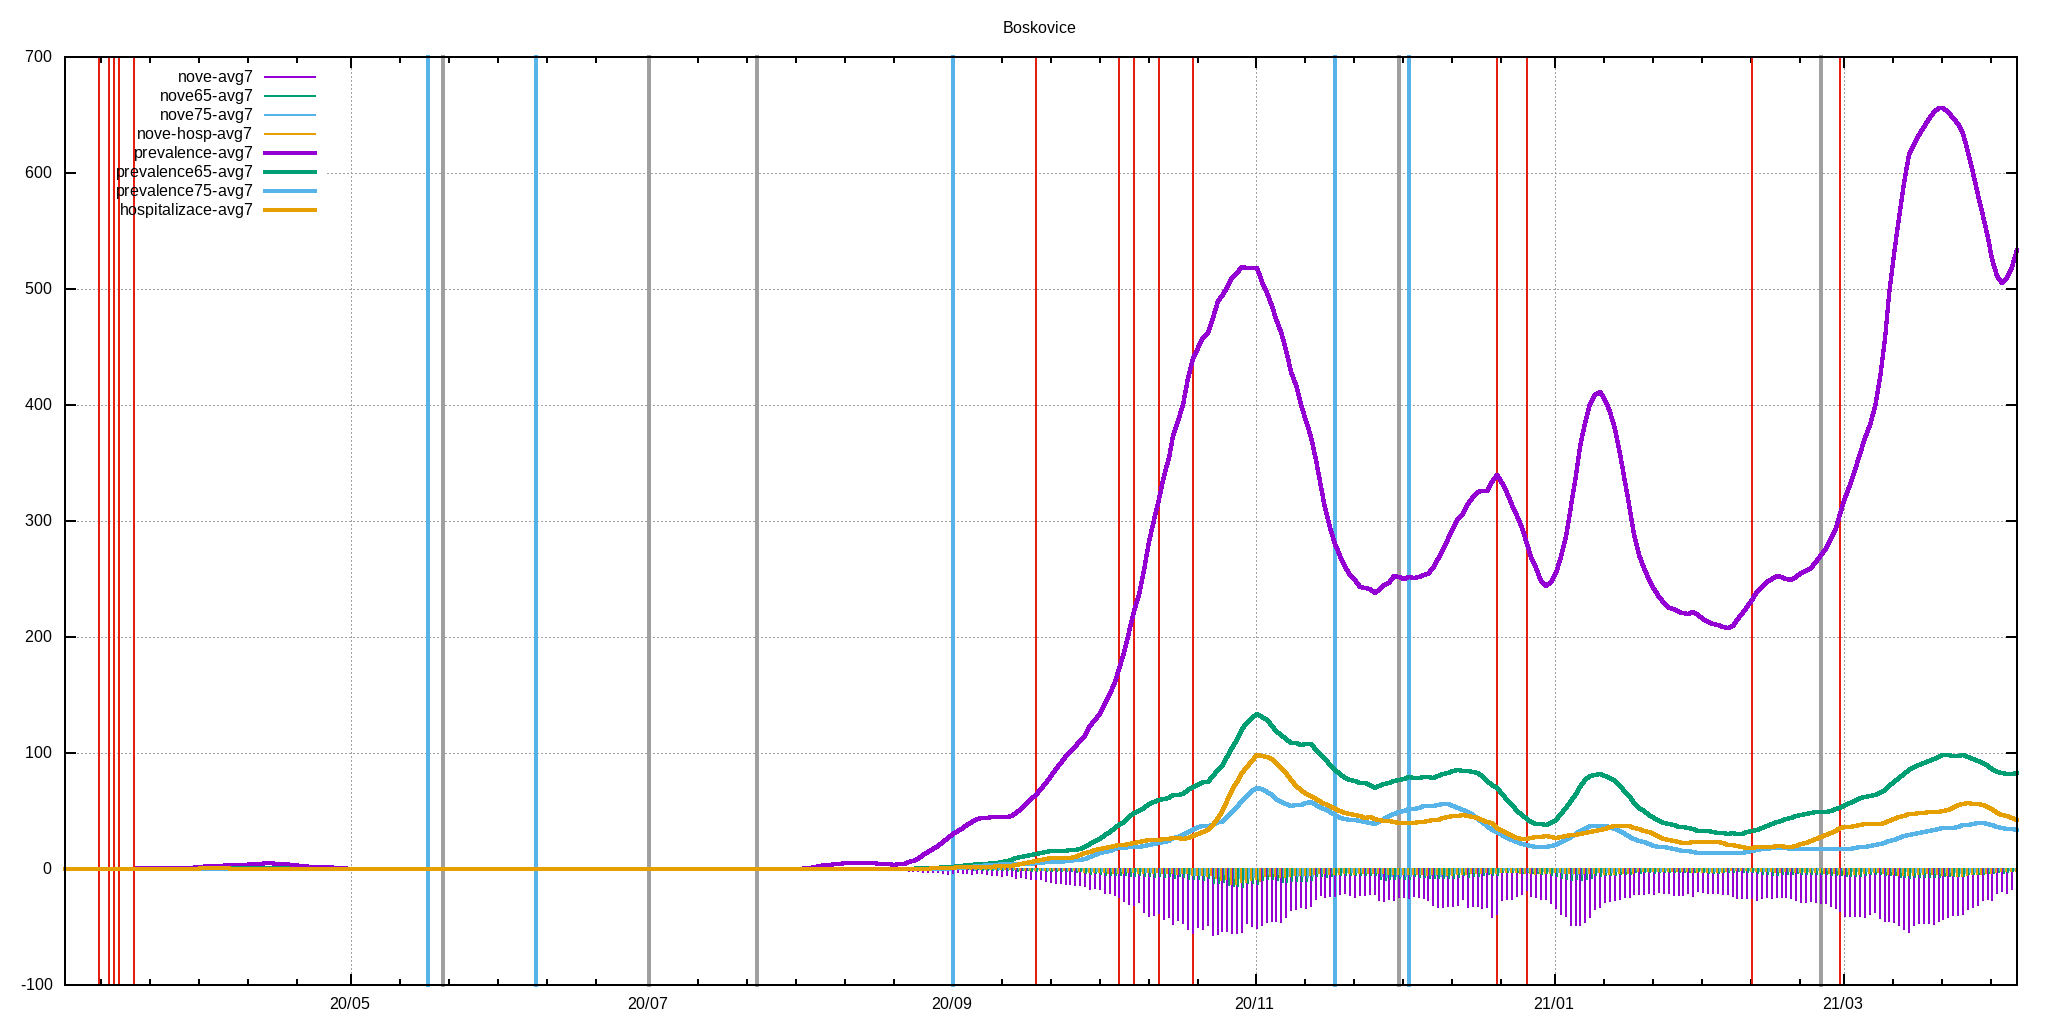 Boskovice
700
600
500
400
300
200
100
0
-100
nove-avg7
nove65-avg7
nove75-avg7
nove-hosp-avg7
prevalence-avg7
prevalence65-avg7
prevalence75-avg7
hospitalizace-avg7
20/05 20/07 20/09 20/11 21/01 21/03